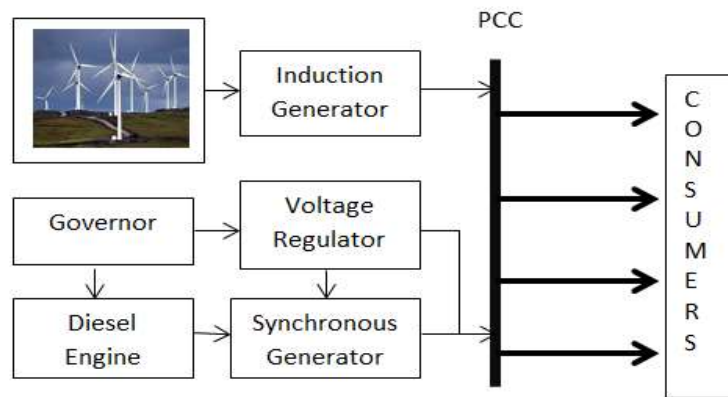 PCC
Induction
Generator
Governor
Voltage
Regulator
Diesel
Engine
Synchronous
Generator
C
O
N
S
U
M
E
R
S